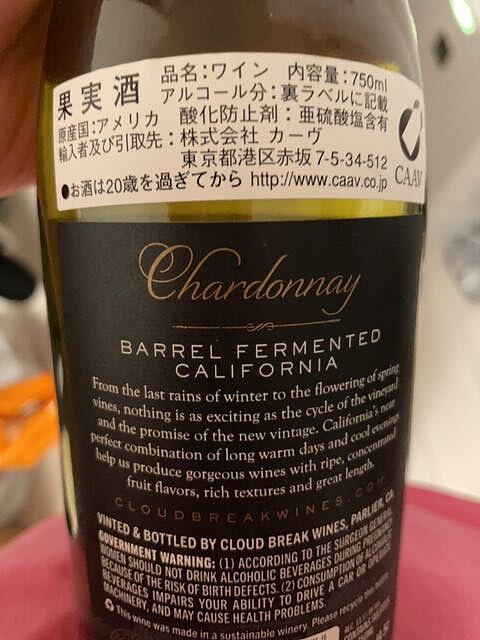 果実酒
品名:ワイン 内容量:750ml
アルコール分:裏ラベルに記載
原産国:アメリカ 酸化防止剤:亜硫酸塩含有
輸入者及び引取先:株式会社 カーヴ
東京都港区赤坂7-5-34-512
●お酒は20歳を過ぎてから http://www.caav.co.jp
CAAV
Chardonnay
BARREL FERMENTED
CALIFORNIA
From the last rains of winter to the flowering of spring
vines, nothing is as exciting as the cycle of the vineyard
and the promise of the new vintage. California's near
perfect combination of long warm days and cool evenings
help us produce gorgeous wines with ripe, concentrated
fruit flavors, rich textures and great length.
CLOUDBREAKWINES.COM
VINTED & BOTTLED BY CLOUD BREAK WINES, PARLIER, CA
GOVERNMENT WARNING: (1) ACCORDING TO THE SURGEON GENERAL,
WOMEN SHOULD NOT DRINK ALCOHOLIC BEVERAGES DURING PREGNANCY
BECAUSE OF THE RISK OF BIRTH DEFECTS. (2) CONSUMPTION OF ALCOHOLIC
BEVERAGES IMPAIRS YOUR ABILITY TO DRIVE A CAR OR OPERATE
MACHINERY, AND MAY CAUSE HEALTH PROBLEMS.
This wine was made in a sustainable winery. Please recycle this bottle.